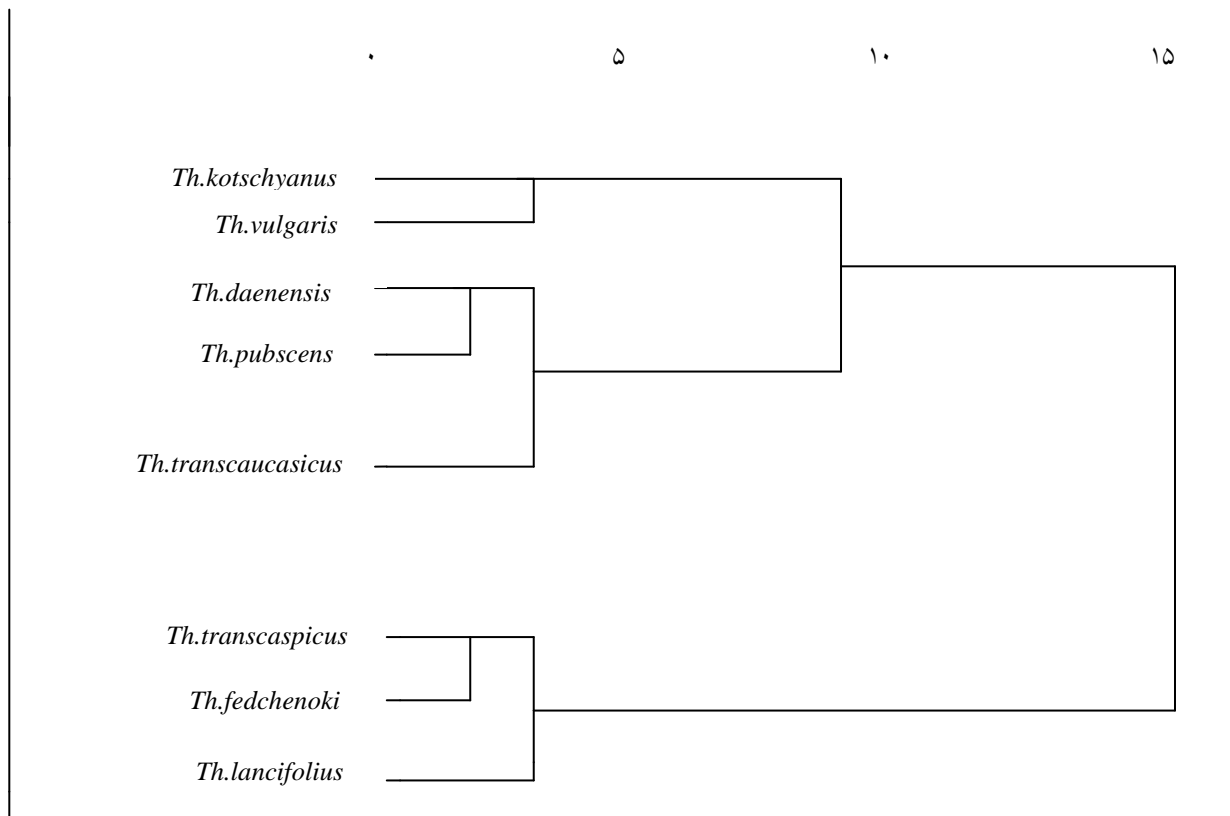 ۰ ۵ ۱۰ ۱۵
Th.kotschyanus
Th.vulgaris
Th.daenensis
Th.pubscens
Th.transcaucasicus
Th.transcaspicus
Th.fedchenoki
Th.lancifolius